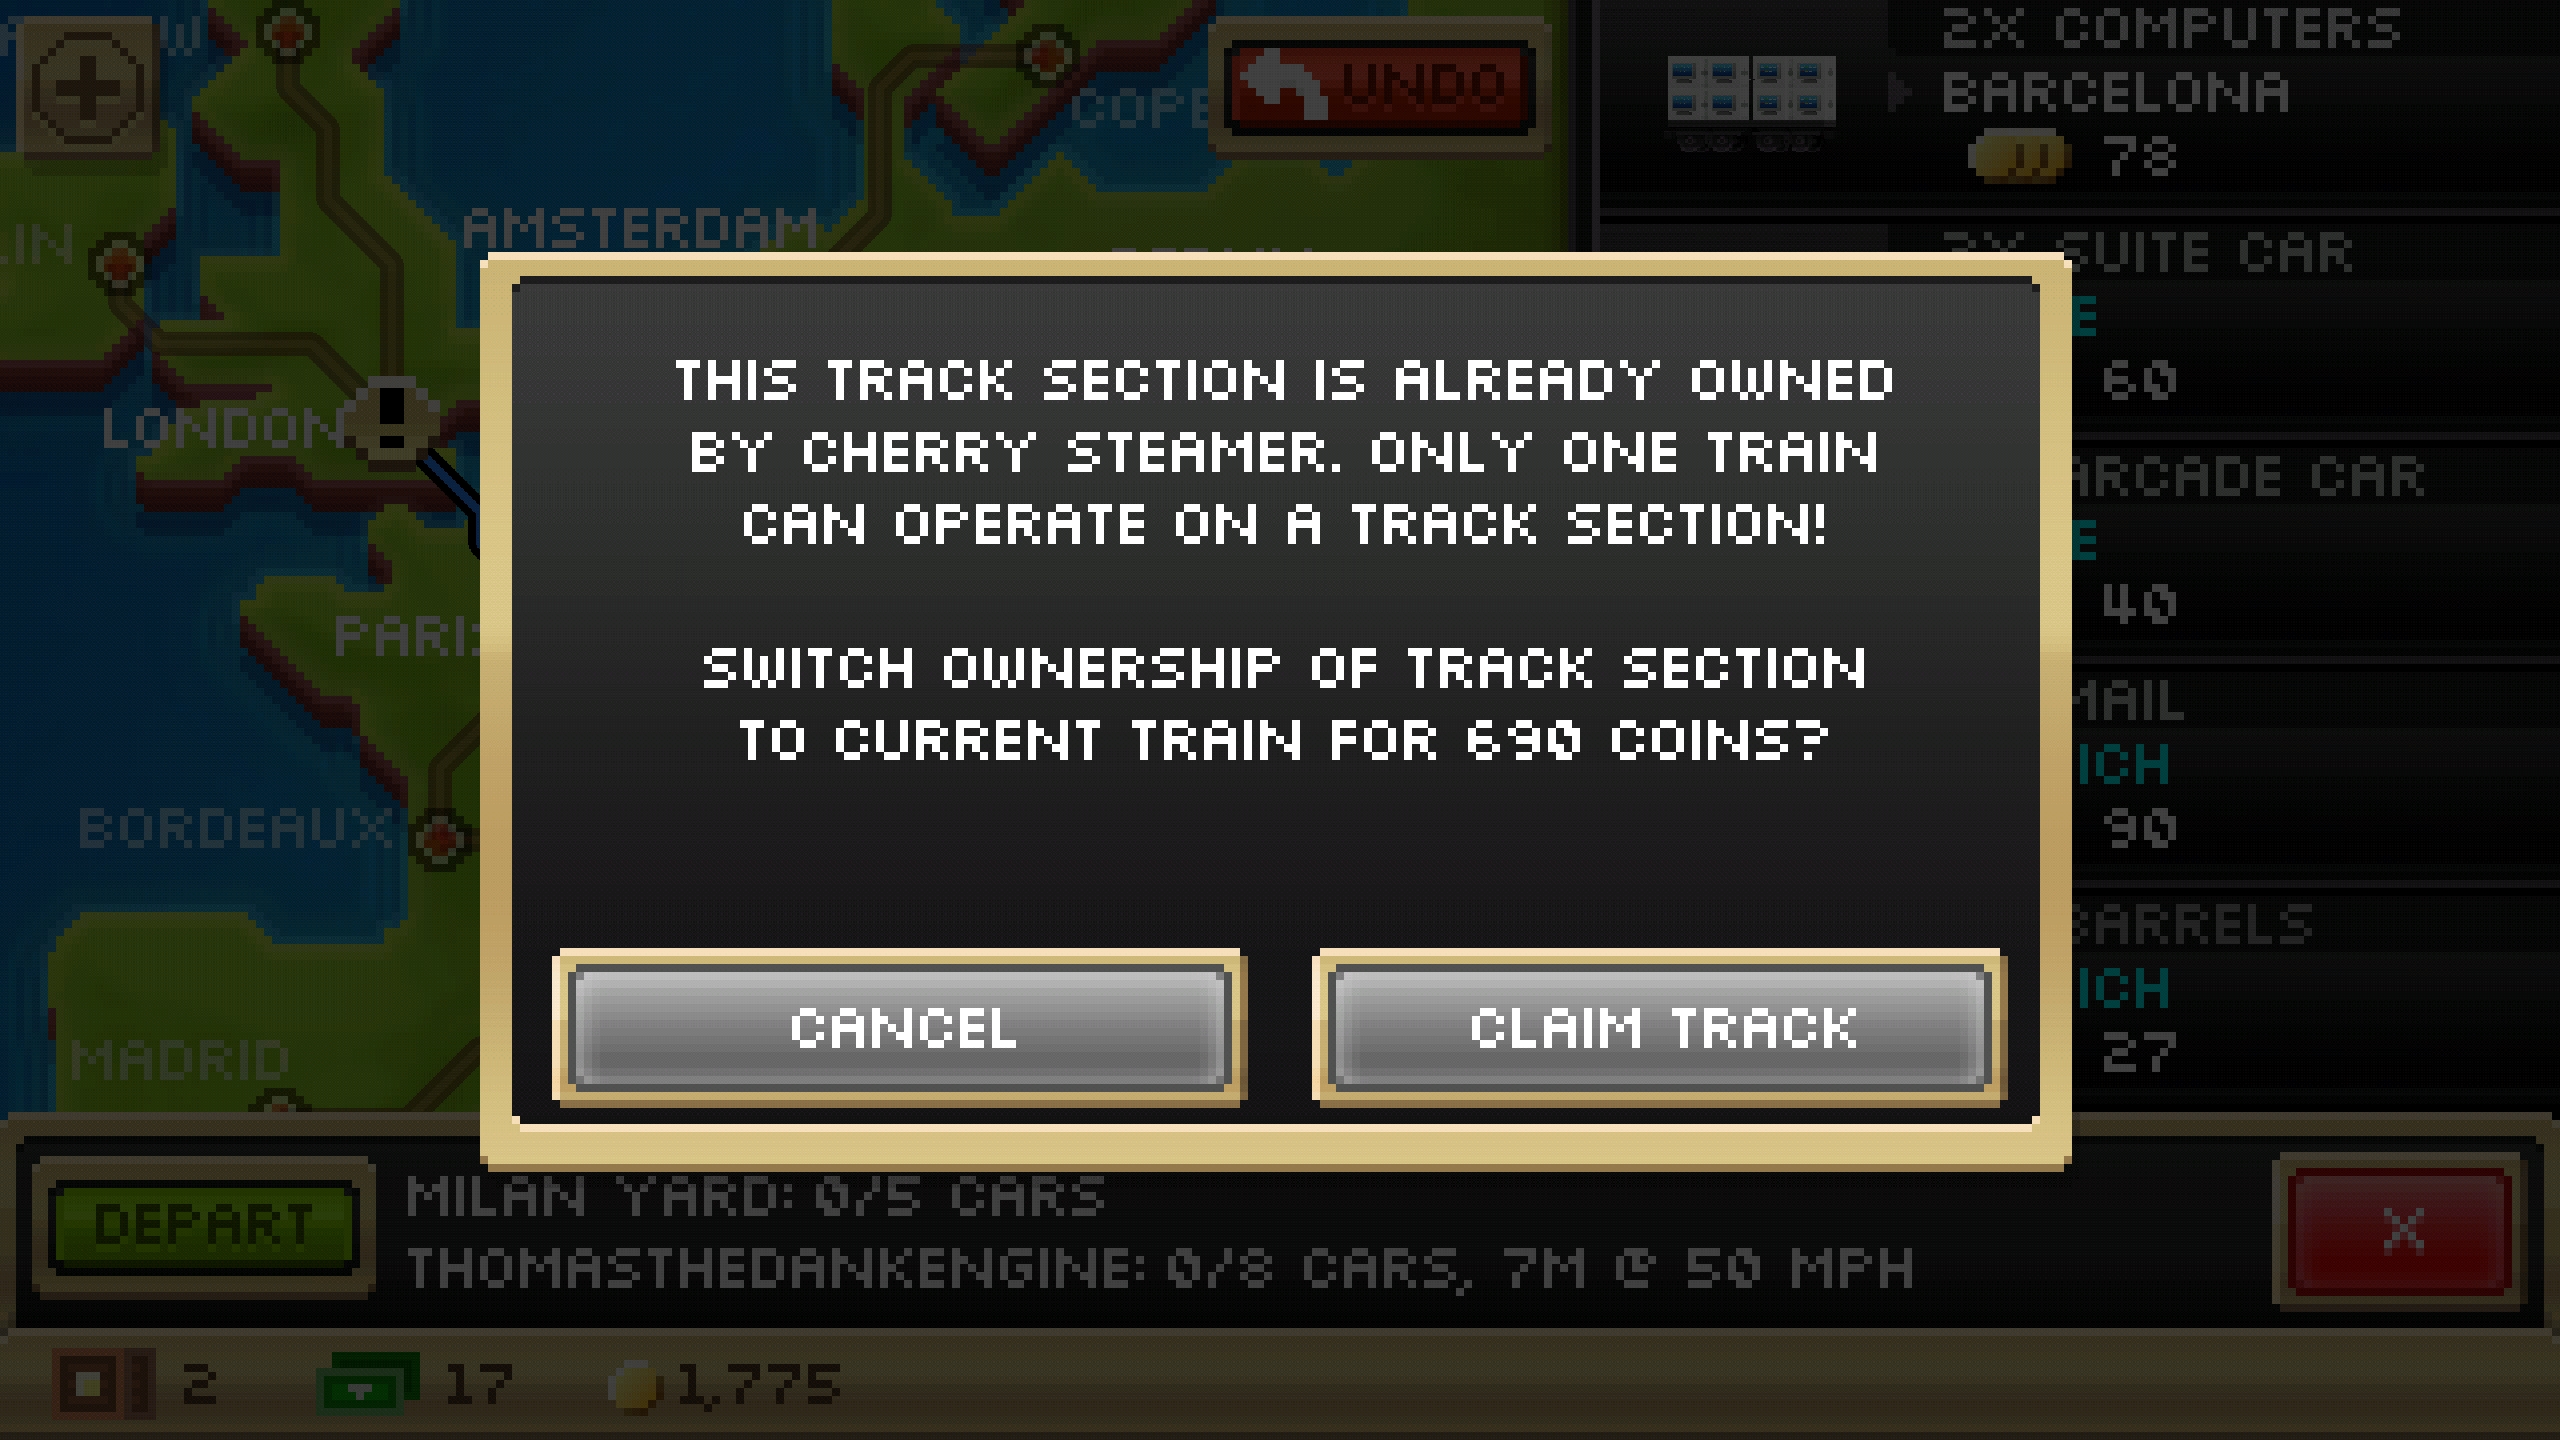 UNDO
2X COMPUTERS
BARCELONA
78
AMSTERDAM
SUITE CAR
60
LONDON
ARCADE CAR
40
THIS TRACK SECTION IS ALREADY OWNED
BY CHERRY STEAMER. ONLY ONE TRAIN
CAN OPERATE ON A TRACK SECTION!
SWITCH OWNERSHIP OF TRACK SECTION
TO CURRENT TRAIN FOR 690 COINS?
MAIL
90
BORDEAUX
27
MADRID
CANCEL
CLAIM TRACK
DEPART
MILAN YARD: 0/5 CARS
THOMASTHEDANKENGINE: 0/8 CARS, 7M @ 50 MPH
X
2
17
1,775